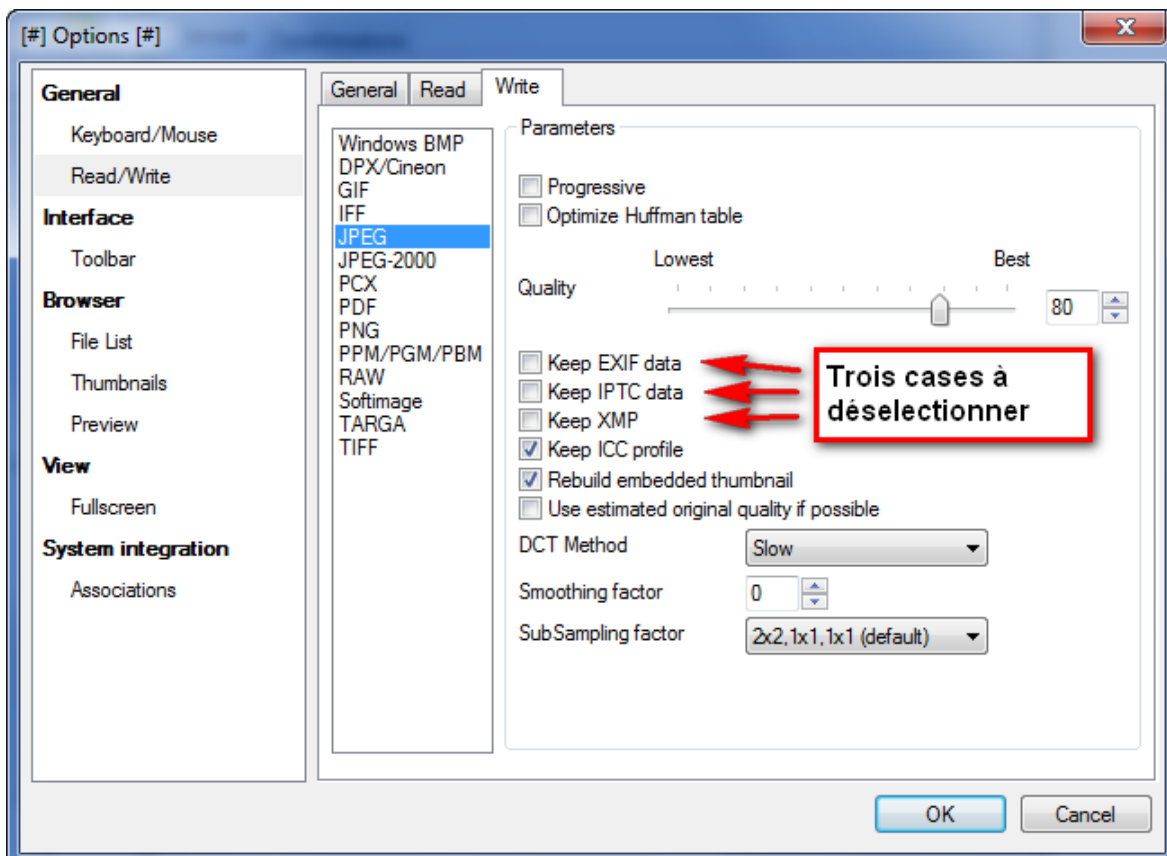 [#] Options [#]
General
Keyboard/Mouse
Read/Write
Interface
Toolbar
Browser
File List
Thumbnails
Preview
View
Fullscreen
System integration
Associations
General Read Write
Windows BMP
DPX/Cineon
GIF
IFF
JPEG
JPEG-2000
PCX
PDF
PNG
PPM/PGM/PBM
RAW
Softimage
TARGA
TIFF
Parameters
Progressive
Optimize Huffman table
Lowest Best
Quality 80
Keep EXIF data
Keep IPTC data
Keep XMP
Trois cases à
déselectionner
Keep ICC profile
Rebuild embedded thumbnail
Use estimated original quality if possible
DCT Method Slow
Smoothing factor 0
SubSampling factor 2x2,1x1,1x1 (default)
OK Cancel